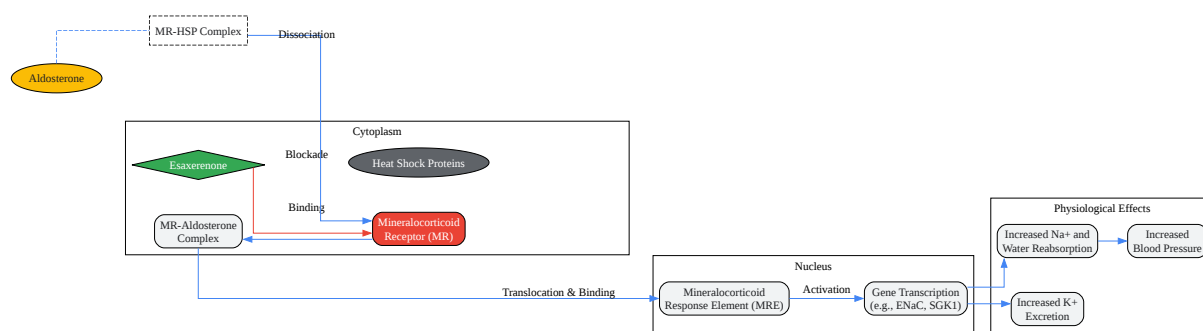 MR-HSP Complex
Dissociation
Aldosterone
Cytoplasm
Esaxerenone
Blockade
Heat Shock Proteins
Binding
MR-Aldosterone
Complex
Mineralocorticoid
Receptor (MR)
Translocation & Binding
Nucleus
Mineralocorticoid
Response Element (MRE)
Activation
Gene Transcription
(e.g., ENaC, SGK1)
Physiological Effects
Increased Na+ and
Water Reabsorption
Increased
Blood Pressure
Increased K+
Excretion